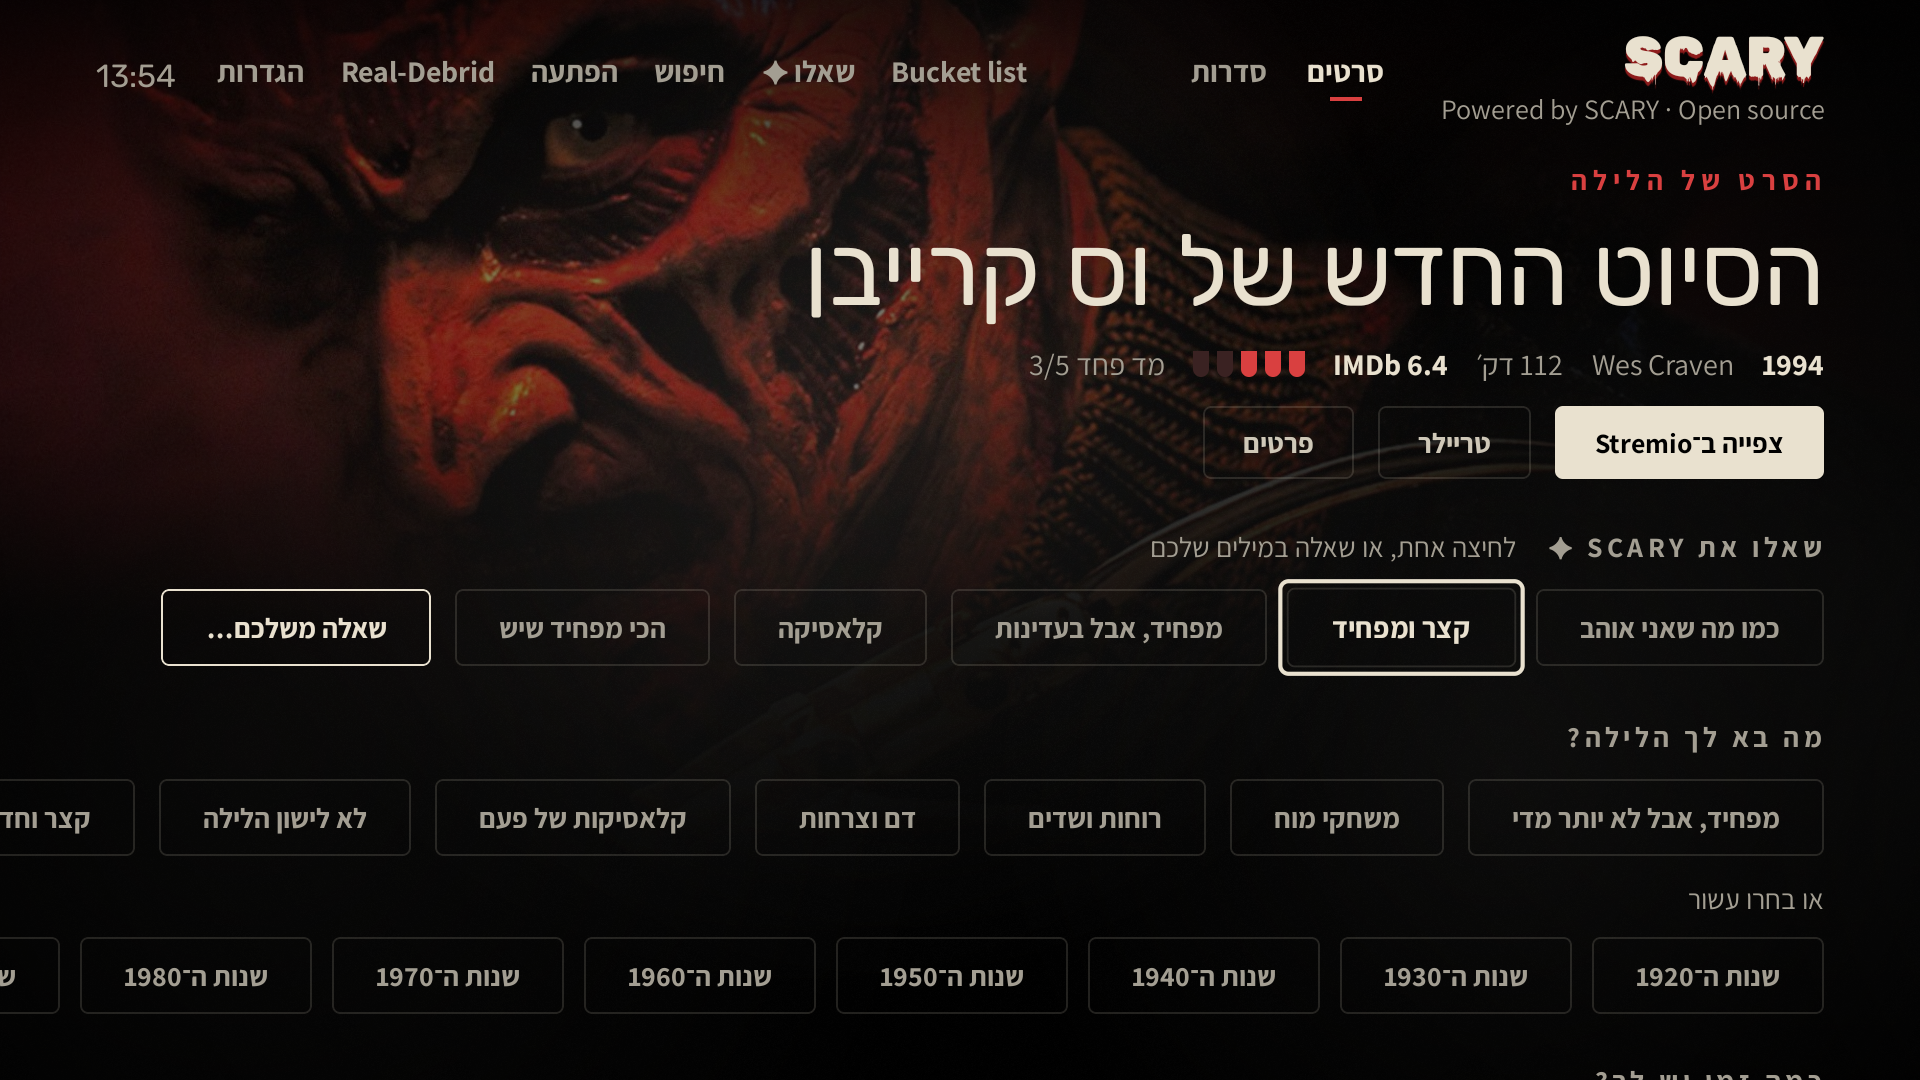 SCARY
Powered by SCARY · Open source
סרטים
סדרות
Bucket list
שאלו ✦
חיפוש
הפתעה
Real-Debrid
הגדרות
13:54
הסרט של הלילה
הסיוט החדש של וס קרייבן
1994 Wes Craven 112 דק׳ IMDb 6.4 מד פחד 3/5
צפייה ב־Stremio
טריילר
פרטים
שאלו את SCARY ✦ לחיצה אחת, או שאלה במילים שלכם
כמו מה שאני אוהב
קצר ומפחיד
מפחיד, אבל בעדינות
קלאסיקה
הכי מפחיד שיש
שאלה משלכם...
מה בא לך הלילה?
מפחיד, אבל לא יותר מדי
משחקי מוח
רוחות ושדים
דם וצרחות
קלאסיקות של פעם
לא לישון הלילה
קצר וחד
או בחרו עשור
שנות ה־1920
שנות ה־1930
שנות ה־1940
שנות ה־1950
שנות ה־1960
שנות ה־1970
שנות ה־1980